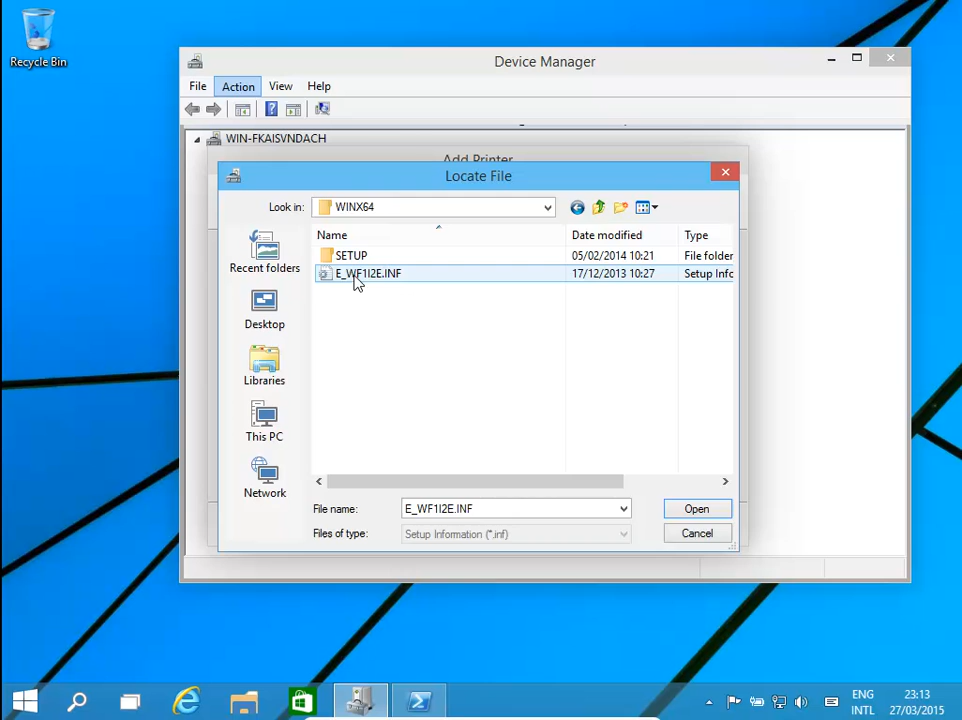 Recycle Bin
Device Manager
File Action View Help
WIN-FKAISVNDACH
Add Printer
Locate File
Look in: WINX64
Name Date modified Type
SETUP 05/02/2014 10:21 File folder
E_WF1I2E.INF 17/12/2013 10:27 Setup Info
Recent folders
Desktop
Libraries
This PC
Network
File name: E_WF1I2E.INF Open
Files of type: Setup Information (*.inf) Cancel
ENG 23:13
INTL 27/03/2015